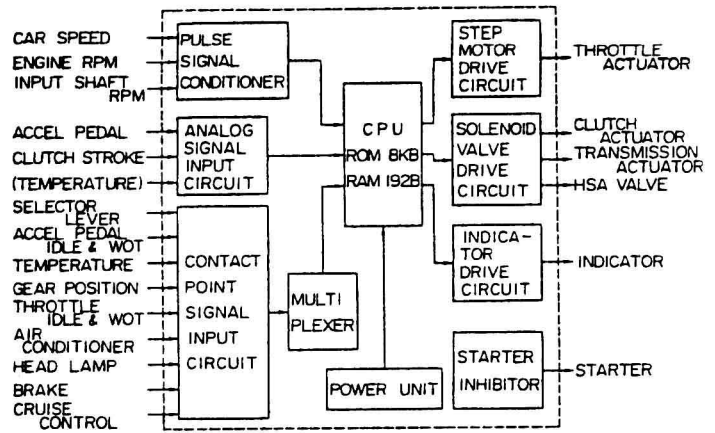 CAR SPEED
ENGINE RPM
INPUT SHAFT
RPM
ACCEL PEDAL
CLUTCH STROKE
(TEMPERATURE)
SELECTOR
LEVER
ACCEL PEDAL
IDLE & WOT
TEMPERATURE
GEAR POSITION
THROTTLE
IDLE & WOT
AIR
CONDITIONER
HEAD LAMP
BRAKE
CRUISE
CONTROL
PULSE
SIGNAL
CONDITIONER
ANALOG
SIGNAL
INPUT
CIRCUIT
CONTACT
POINT
SIGNAL
INPUT
CIRCUIT
MULTI
PLEXER
CPU
ROM 8KB
RAM 192B
POWER UNIT
STEP
MOTOR
DRIVE
CIRCUIT
SOLENOID
VALVE
DRIVE
CIRCUIT
INDICA-
TOR
DRIVE
CIRCUIT
STARTER
INHIBITOR
THROTTLE
ACTUATOR
CLUTCH
ACTUATOR
TRANSMISSION
ACTUATOR
HSA VALVE
INDICATOR
STARTER